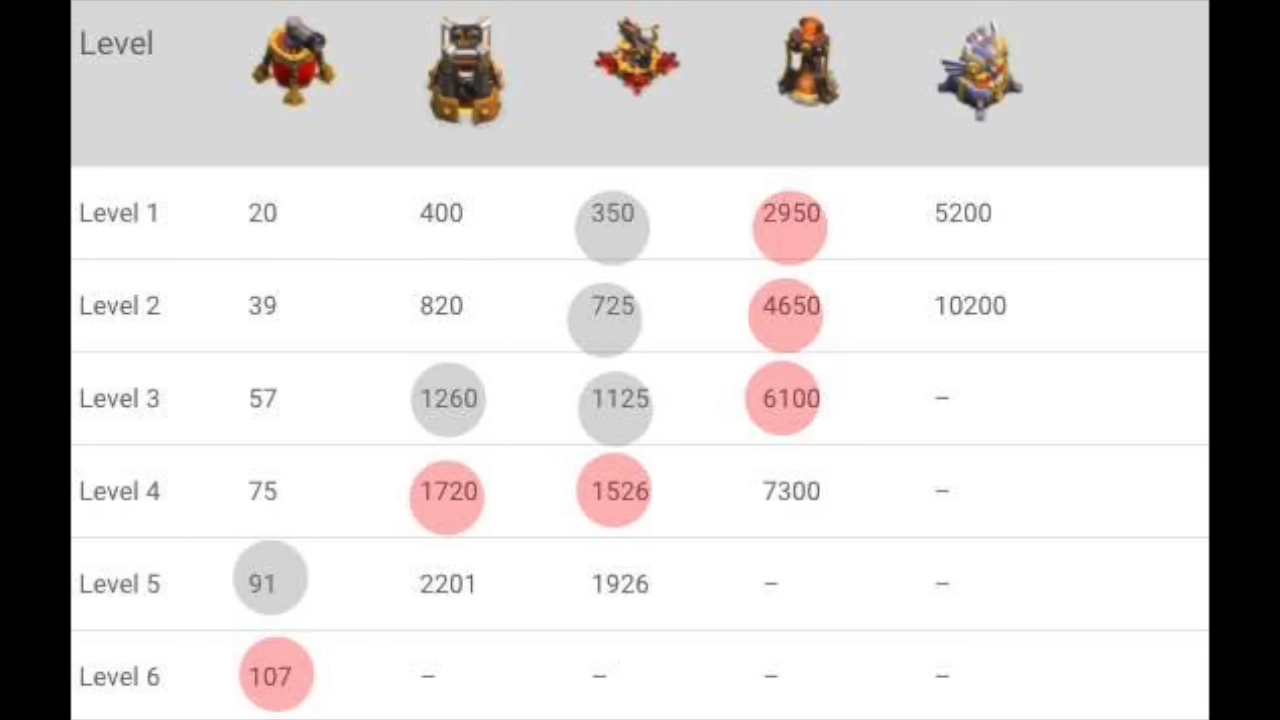 Level
Level 1 20 400 350 2950 5200
Level 2 39 820 725 4650 10200
Level 3 57 1260 1125 6100 –
Level 4 75 1720 1526 7300 –
Level 5 91 2201 1926 – –
Level 6 107 – – – –